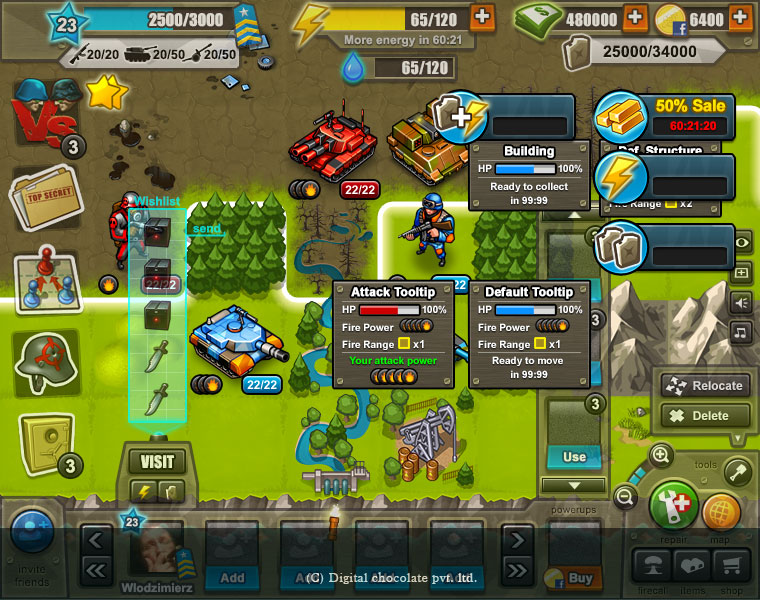 23
2500/3000
65/120
480000
6400
More energy in 60:21
20/20
20/50
20/50
65/120
25000/34000
Vs
3
TOP SECRET
Wishlist
send
22/22
22/22
50% Sale
60:21:20
Building
HP 100%
Ready to collect
in 99:99
Def. Structure
Fire Range x2
Attack Tooltip
HP 100%
Fire Power
Fire Range x1
Your attack power
Default Tooltip
HP 100%
Fire Power
Fire Range x1
Ready to move
in 99:99
22/22
3
3
3
Use
Relocate
Delete
VISIT
tools
repair
map
powerups
invite
friends
23
Wlodzimierz
Add
Add
Add
Buy
firecall
items
shop
(C) Digital chocolate pvt. ltd.